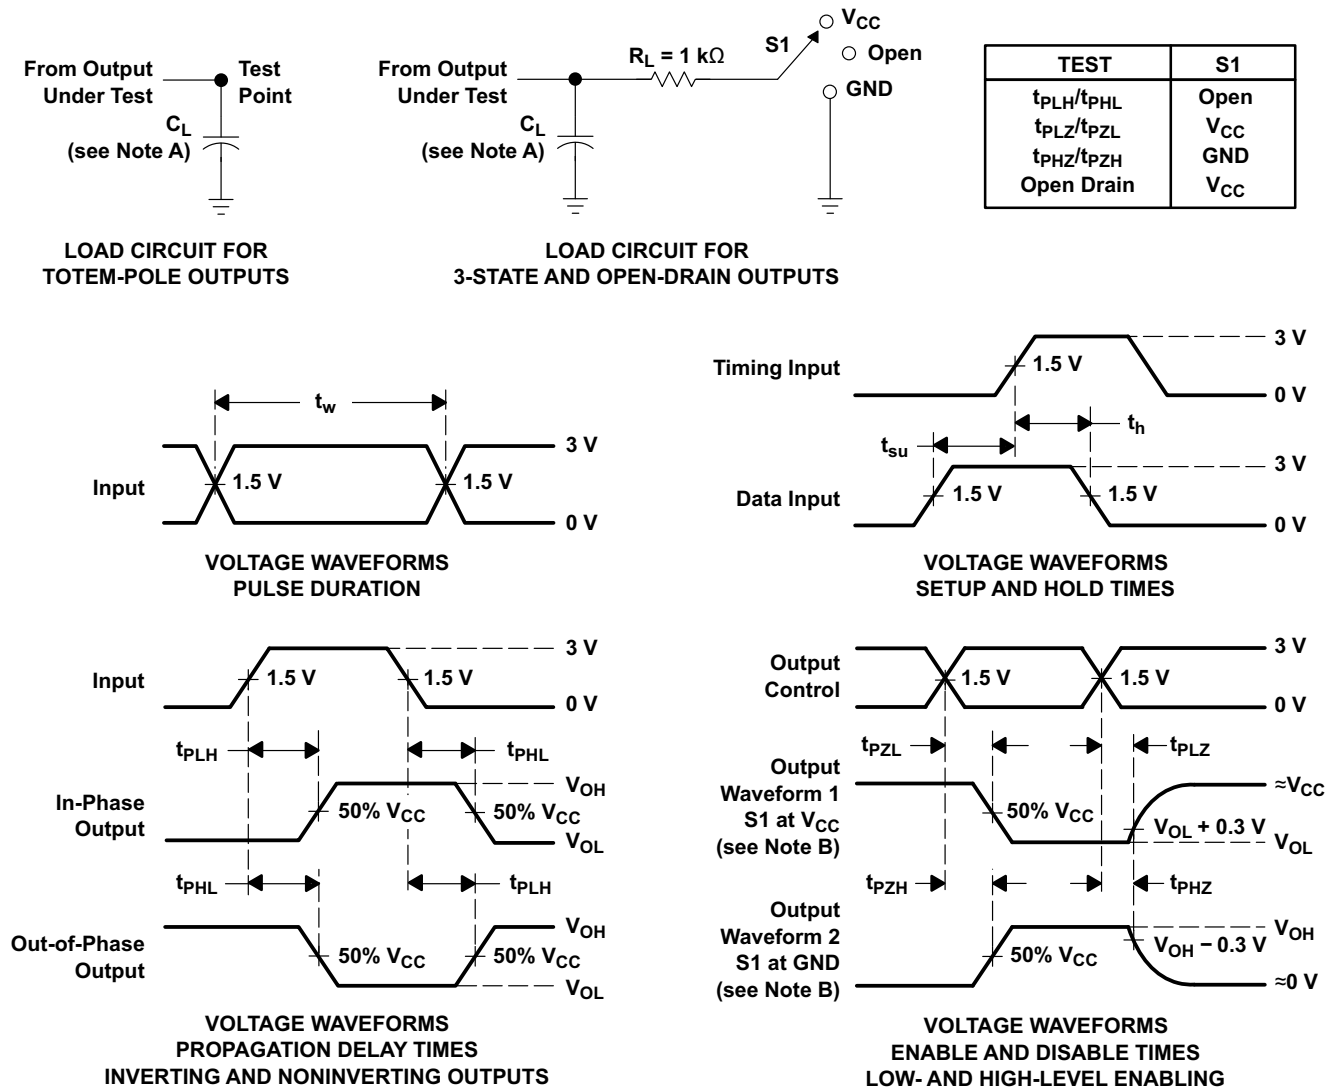 From Output
Under Test
Test
Point
C_L
(see Note A)
LOAD CIRCUIT FOR
TOTEM-POLE OUTPUTS
From Output
Under Test
R_L = 1 kΩ
S1
V_CC
Open
GND
C_L
(see Note A)
LOAD CIRCUIT FOR
3-STATE AND OPEN-DRAIN OUTPUTS
TEST S1
t_PLH/t_PHL Open
t_PLZ/t_PZL V_CC
t_PHZ/t_PZH GND
Open Drain V_CC
t_w
3 V
Input
1.5 V
1.5 V
0 V
VOLTAGE WAVEFORMS
PULSE DURATION
Timing Input
3 V
1.5 V
0 V
t_su
t_h
Data Input
3 V
1.5 V
1.5 V
0 V
VOLTAGE WAVEFORMS
SETUP AND HOLD TIMES
Input
3 V
1.5 V
1.5 V
0 V
t_PLH
t_PHL
In-Phase
Output
V_OH
50% V_CC
50% V_CC
V_OL
t_PHL
t_PLH
Out-of-Phase
Output
V_OH
50% V_CC
50% V_CC
V_OL
VOLTAGE WAVEFORMS
PROPAGATION DELAY TIMES
INVERTING AND NONINVERTING OUTPUTS
Output
Control
3 V
1.5 V
1.5 V
0 V
t_PZL
t_PLZ
Output
Waveform 1
S1 at V_CC
(see Note B)
≈V_CC
50% V_CC
V_OL + 0.3 V
V_OL
t_PZH
t_PHZ
Output
Waveform 2
S1 at GND
(see Note B)
V_OH
50% V_CC
V_OH − 0.3 V
≈0 V
VOLTAGE WAVEFORMS
ENABLE AND DISABLE TIMES
LOW- AND HIGH-LEVEL ENABLING